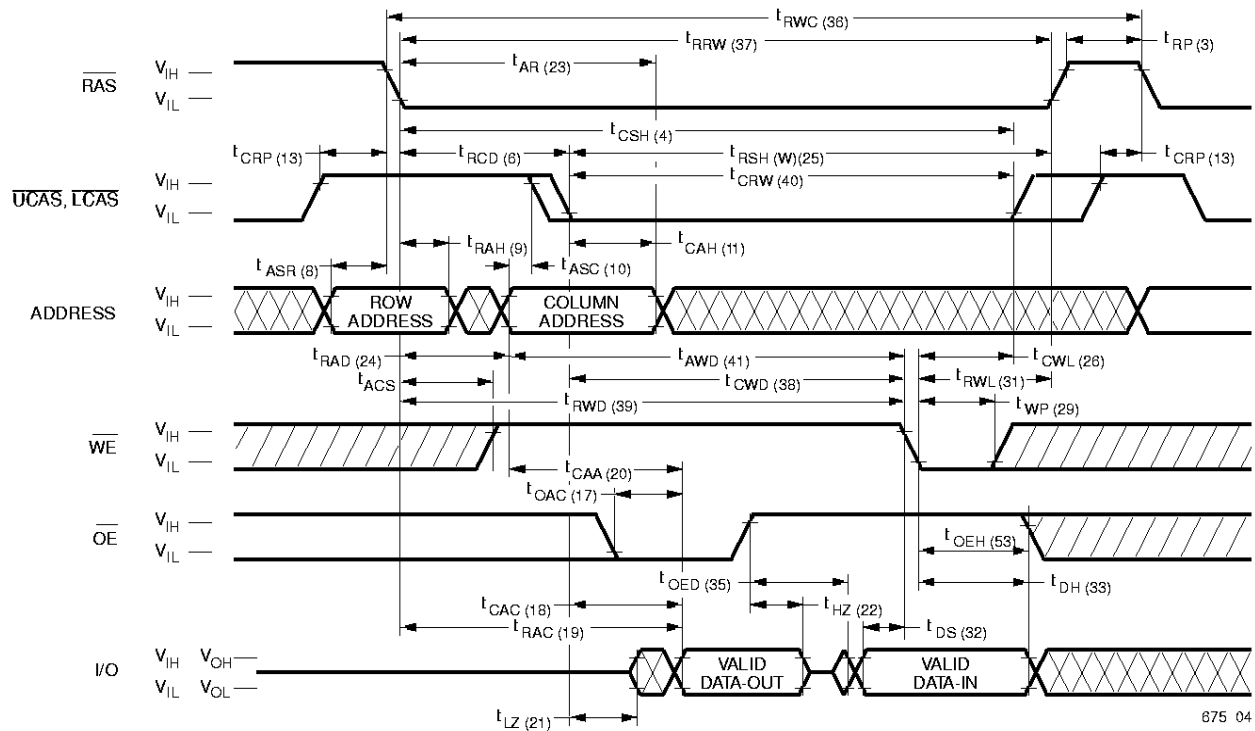 tRWC (36)
tRRW (37)
tRP (3)
tAR (23)
RAS
VIH
VIL
tCSH (4)
tCRP (13)
tRCD (6)
tRSH (W)(25)
tCRP (13)
tCRW (40)
UCAS, LCAS
VIH
VIL
tRAH (9)
tCAH (11)
tASR (8)
tASC (10)
ADDRESS
VIH
VIL
ROW
ADDRESS
COLUMN
ADDRESS
tRAD (24)
tAWD (41)
tCWL (26)
tACS
tCWD (38)
tRWL (31)
tRWD (39)
tWP (29)
WE
VIH
VIL
tCAA (20)
tOAC (17)
OE
VIH
VIL
tOEH (53)
tOED (35)
tDH (33)
tCAC (18)
tHZ (22)
tRAC (19)
tDS (32)
I/O
VIH VOH
VIL VOL
VALID
DATA-OUT
VALID
DATA-IN
tLZ (21)
675 04